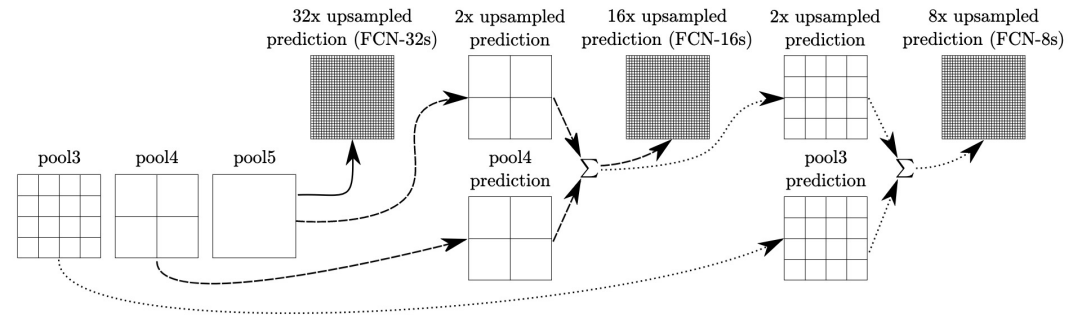 32x upsampled
prediction (FCN-32s)
2x upsampled
prediction
16x upsampled
prediction (FCN-16s)
2x upsampled
prediction
8x upsampled
prediction (FCN-8s)
pool3
pool4
pool5
pool4
prediction
Σ
pool3
prediction
Σ